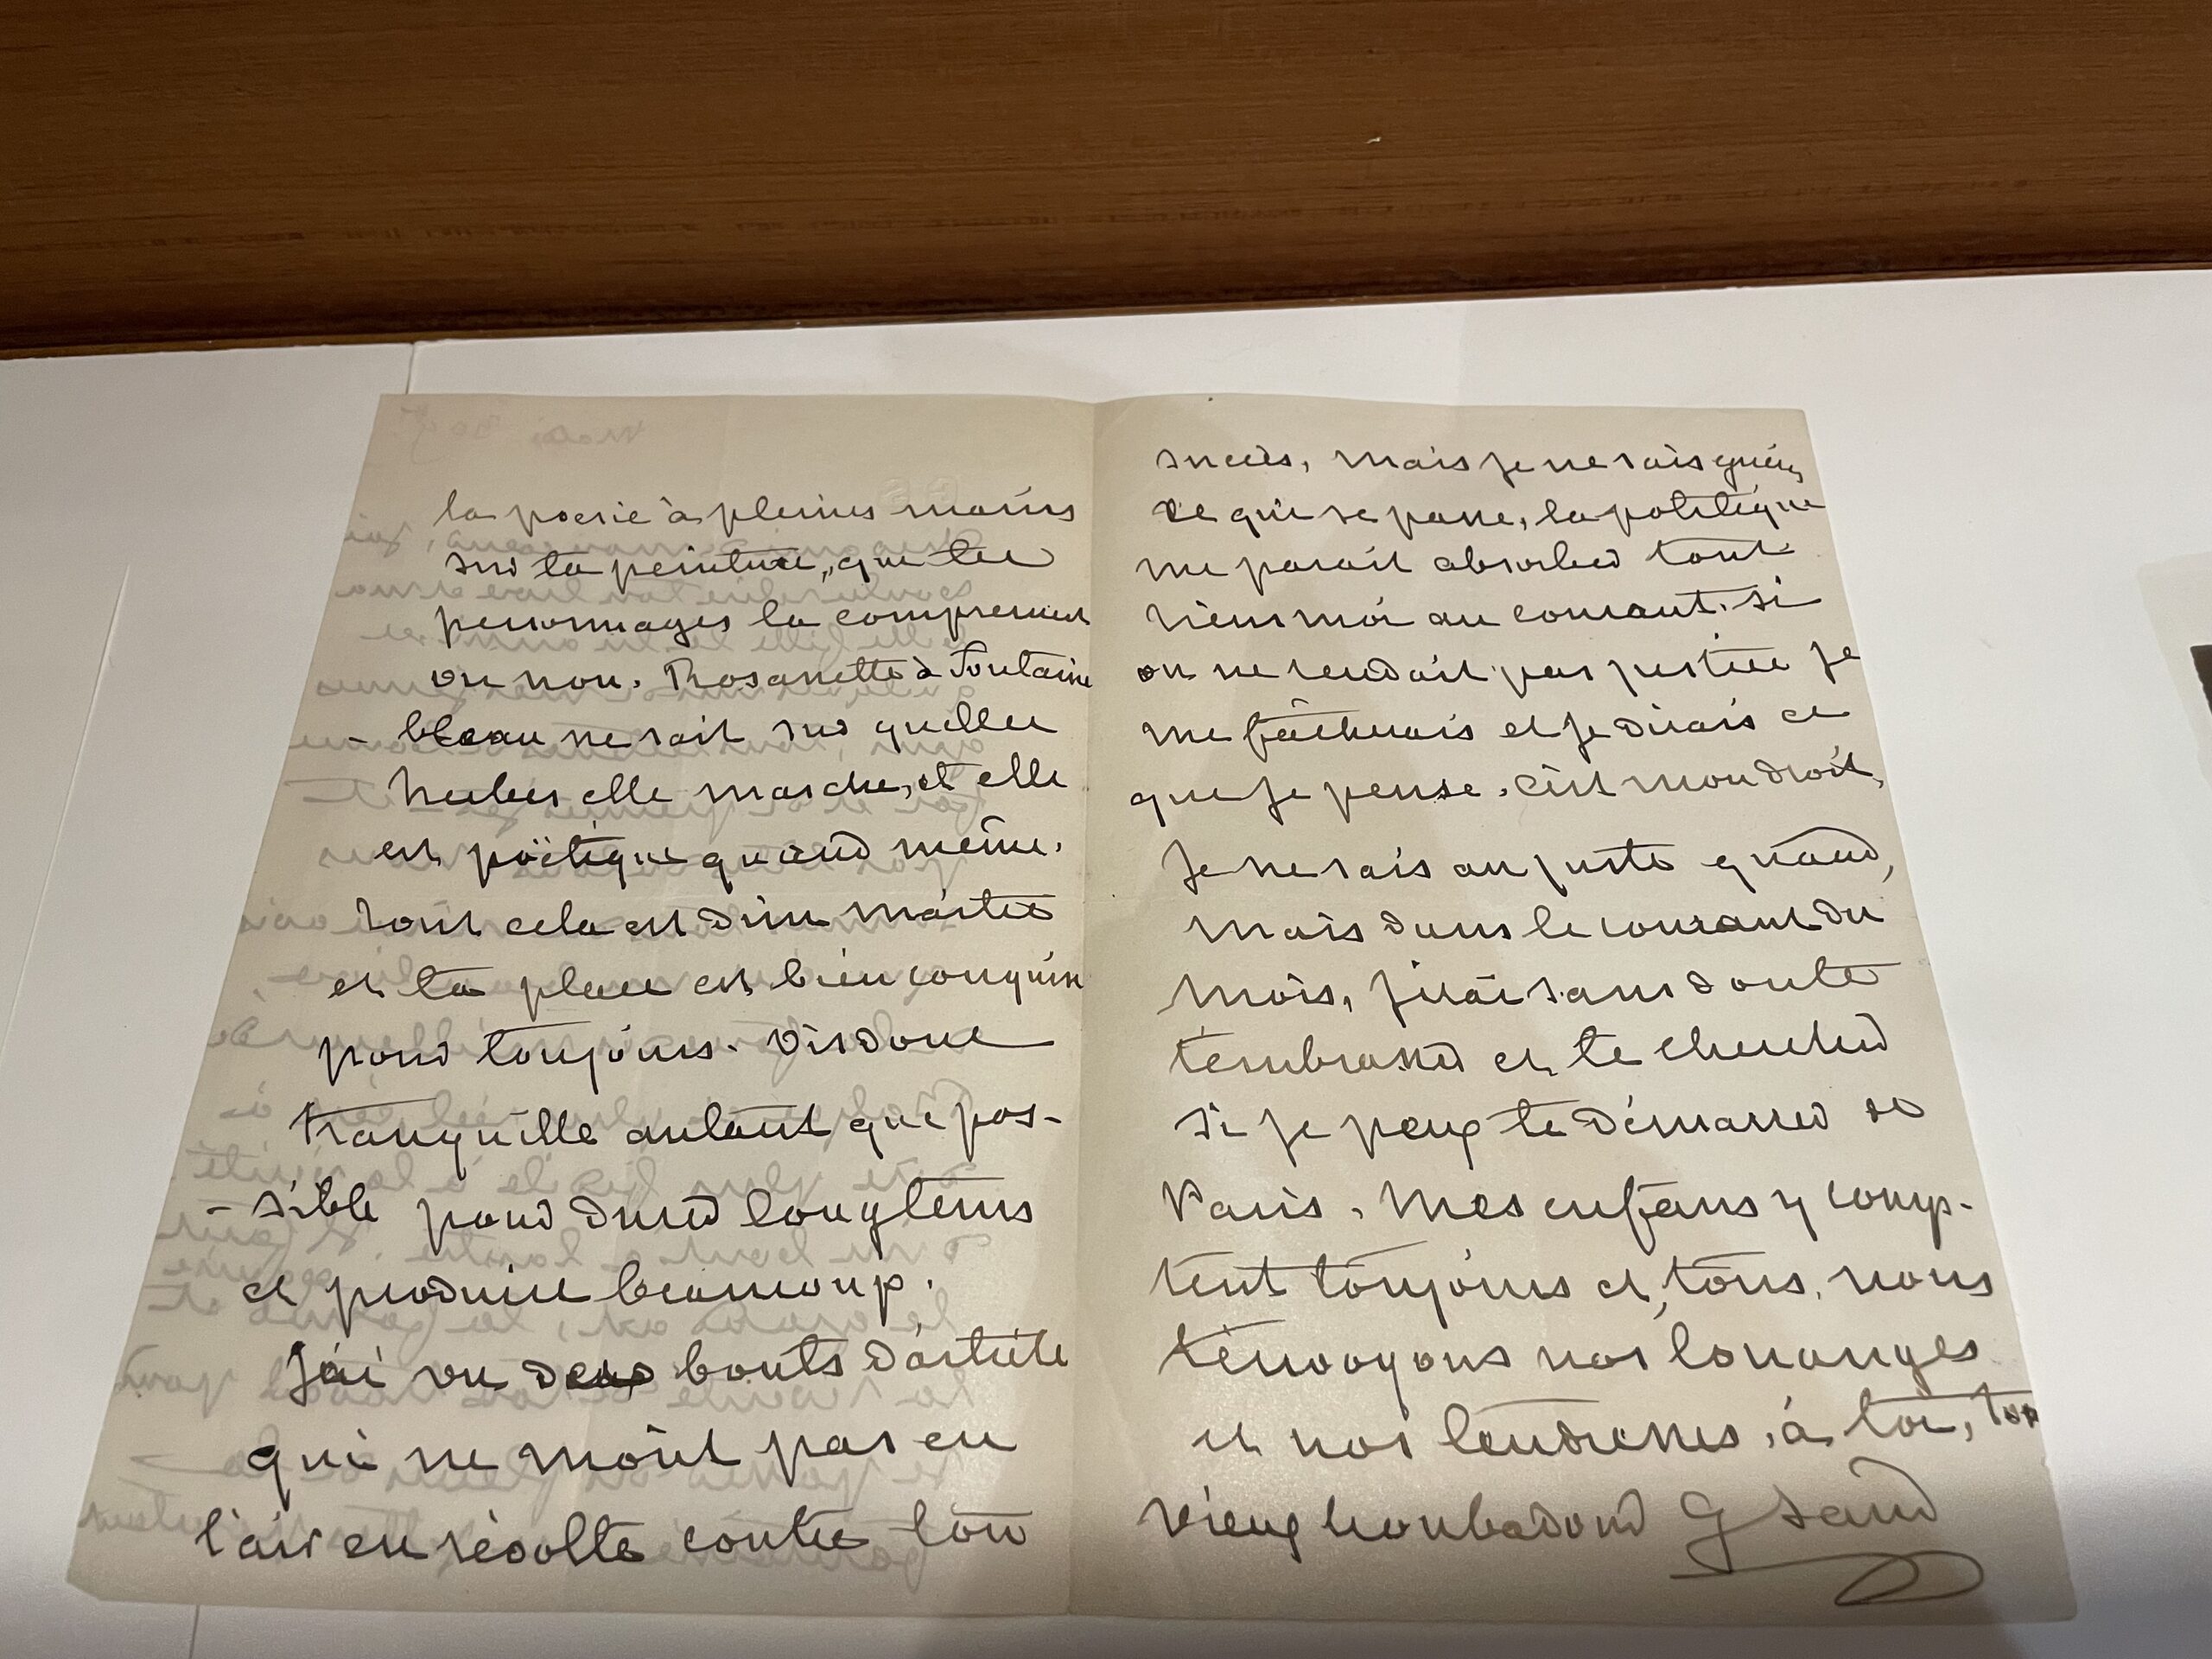 la poesie à pleines mains
sur ta peinture, que tes
personnages la comprennent
ou non. Rosanette à Fontaine
- bleau ne sait sur quelles
herbes elle marche, et elle
est poëtique quand même.
tout cela est d'un maitre
et ta place est bien conquise
pour toujours. Vis donc
tranquille autant que pos-
- sible pour durer longtems
et produire beaucoup.
J'ai vu deux bouts d'article
qui ne m'ont pas eu
l'air en révolte contre ton
succès, mais je ne sais guère
ce qui se passe, la politique
me parait absorber tout
tiens moi au courant. si
on ne rendait pas justice je
me facherais et je dirais ce
que je pense. c'est mon droit,
Je ne sais au juste quand,
mais dans le courant du
mois, j'irai sans doute
t'embrasser et te chercher
si je peux te démarrer de
Paris. Mes enfans y comp-
tent toujours et, tous, nous
t'envoyons nos louanges
et nos tendresses, à toi, ton
vieux troubadour G Sand